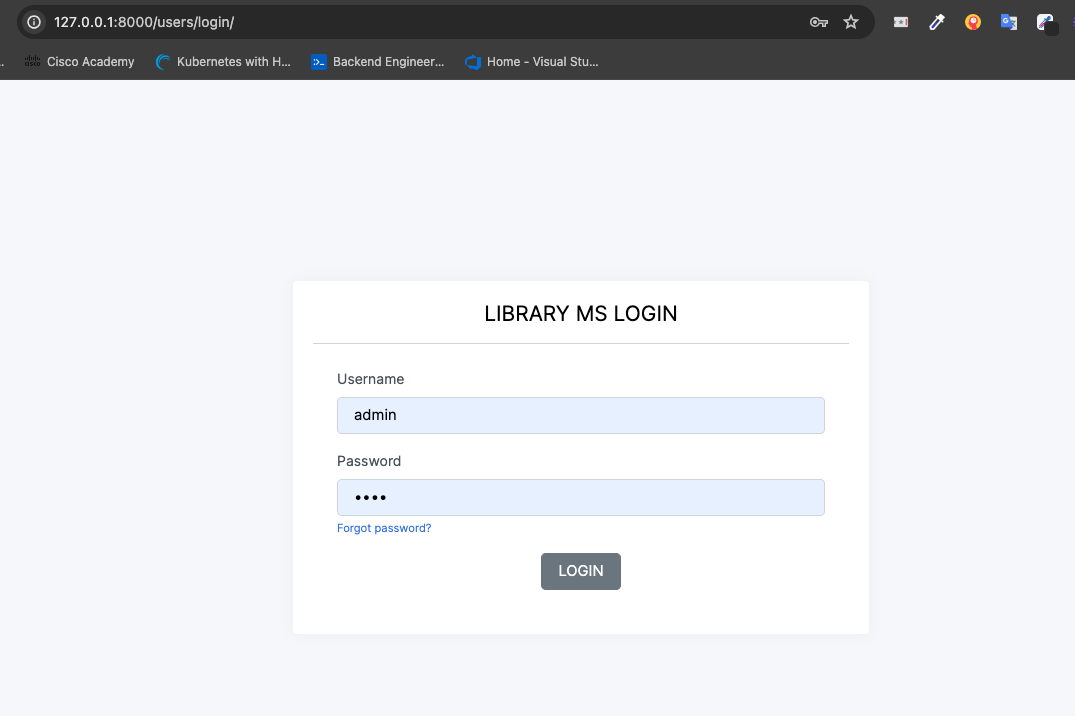 127.0.0.1:8000/users/login/
Cisco Academy Kubernetes with H... Backend Engineer... Home - Visual Stu...
LIBRARY MS LOGIN
Username
admin
Password
••••
Forgot password?
LOGIN